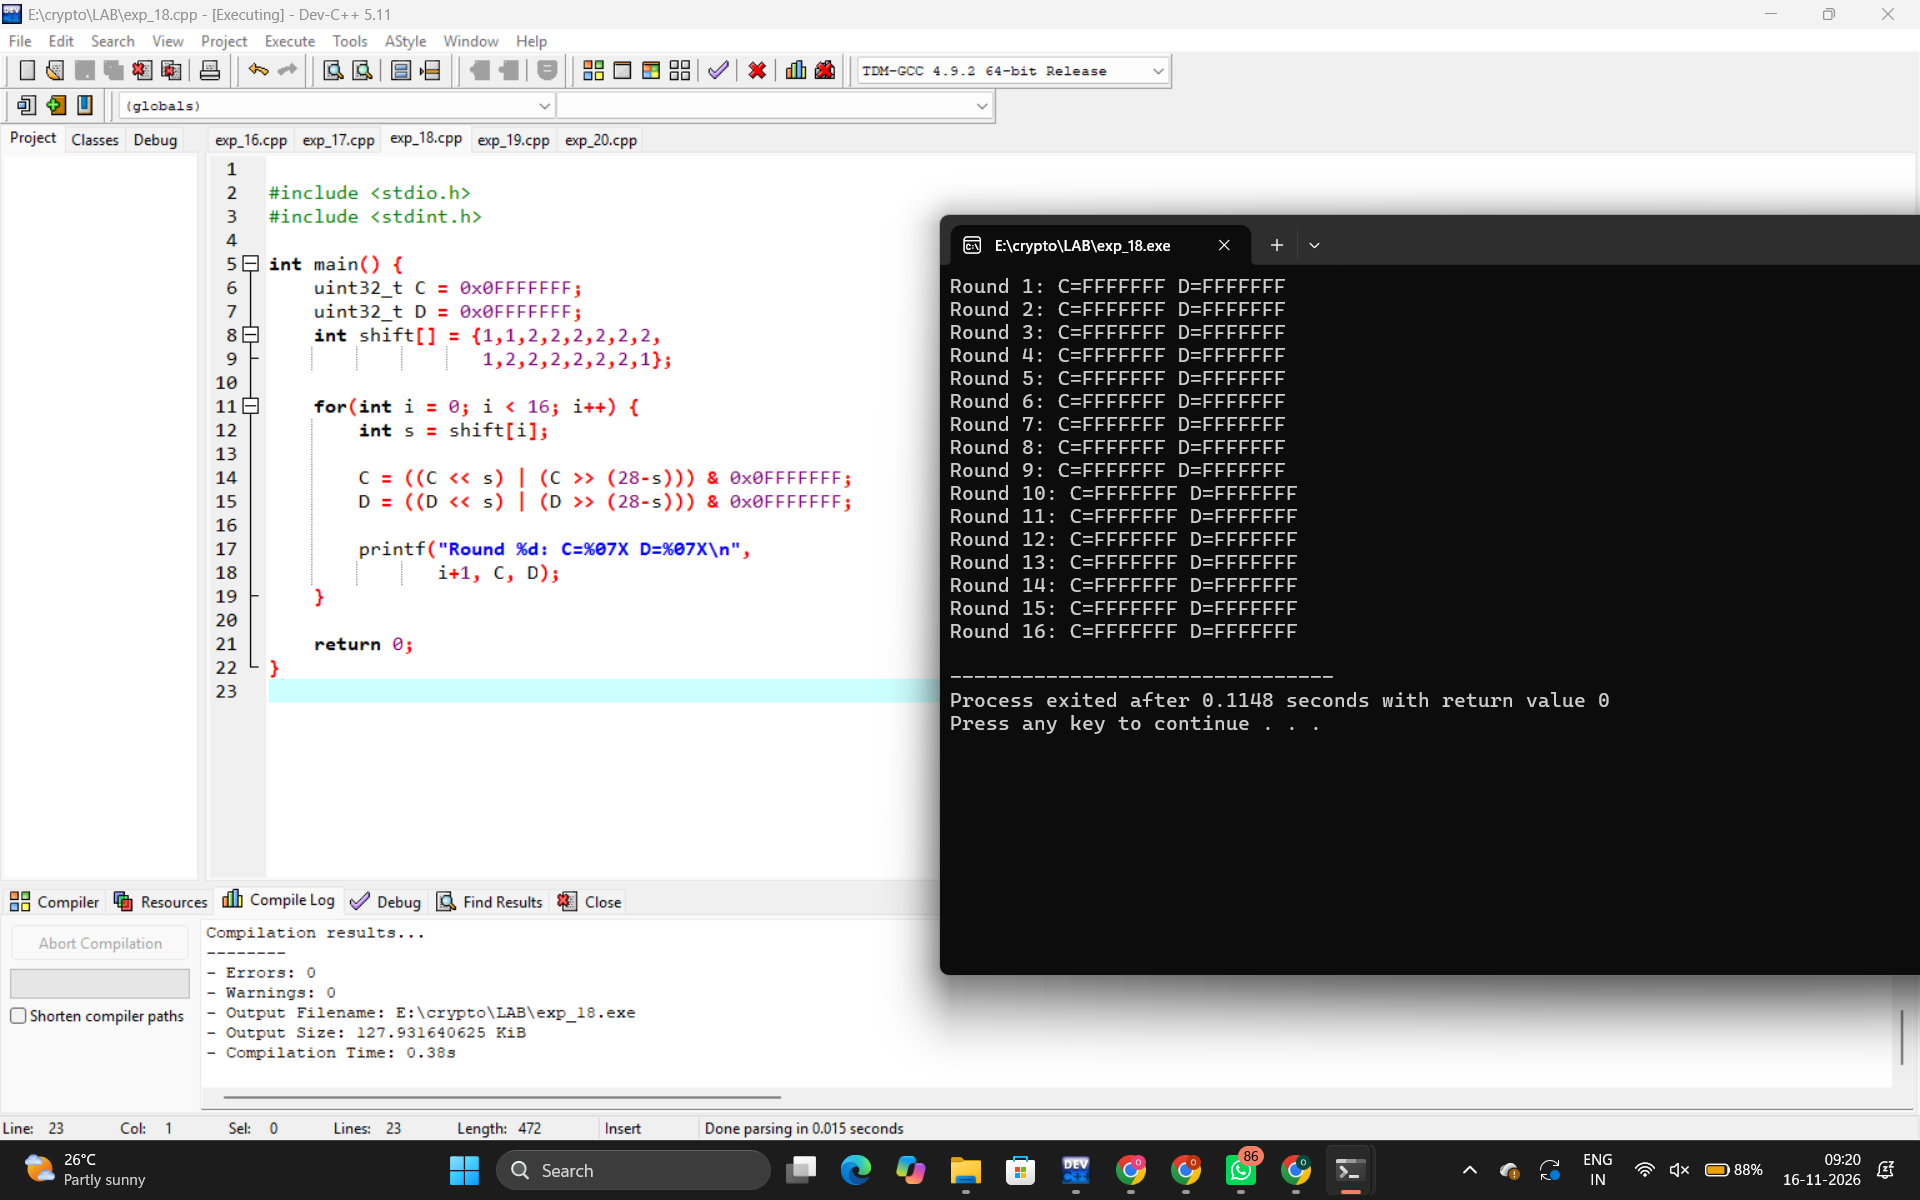 E:\crypto\LAB\exp_18.cpp - [Executing] - Dev-C++ 5.11
File Edit Search View Project Execute Tools AStyle Window Help
TDM-GCC 4.9.2 64-bit Release
(globals)
Project Classes Debug
exp_16.cpp exp_17.cpp exp_18.cpp exp_19.cpp exp_20.cpp
1
2 #include <stdio.h>
3 #include <stdint.h>
4
5 int main() {
6 uint32_t C = 0x0FFFFFFF;
7 uint32_t D = 0x0FFFFFFF;
8 int shift[] = {1,1,2,2,2,2,2,2,
9 1,2,2,2,2,2,2,1};
10
11 for(int i = 0; i < 16; i++) {
12 int s = shift[i];
13
14 C = ((C << s) | (C >> (28-s))) & 0x0FFFFFFF;
15 D = ((D << s) | (D >> (28-s))) & 0x0FFFFFFF;
16
17 printf("Round %d: C=%07X D=%07X\n",
18 i+1, C, D);
19 }
20
21 return 0;
22 }
23
E:\crypto\LAB\exp_18.exe
Round 1: C=FFFFFFF D=FFFFFFF
Round 2: C=FFFFFFF D=FFFFFFF
Round 3: C=FFFFFFF D=FFFFFFF
Round 4: C=FFFFFFF D=FFFFFFF
Round 5: C=FFFFFFF D=FFFFFFF
Round 6: C=FFFFFFF D=FFFFFFF
Round 7: C=FFFFFFF D=FFFFFFF
Round 8: C=FFFFFFF D=FFFFFFF
Round 9: C=FFFFFFF D=FFFFFFF
Round 10: C=FFFFFFF D=FFFFFFF
Round 11: C=FFFFFFF D=FFFFFFF
Round 12: C=FFFFFFF D=FFFFFFF
Round 13: C=FFFFFFF D=FFFFFFF
Round 14: C=FFFFFFF D=FFFFFFF
Round 15: C=FFFFFFF D=FFFFFFF
Round 16: C=FFFFFFF D=FFFFFFF
--------------------------------
Process exited after 0.1148 seconds with return value 0
Press any key to continue . . .
Compiler Resources Compile Log Debug Find Results Close
Abort Compilation
Shorten compiler paths
Compilation results...
--------
- Errors: 0
- Warnings: 0
- Output Filename: E:\crypto\LAB\exp_18.exe
- Output Size: 127.931640625 KiB
- Compilation Time: 0.38s
Line: 23 Col: 1 Sel: 0 Lines: 23 Length: 472 Insert Done parsing in 0.015 seconds
26°C
Partly sunny
Search
DEV
C++
86
ENG
IN
88%
09:20
16-11-2026